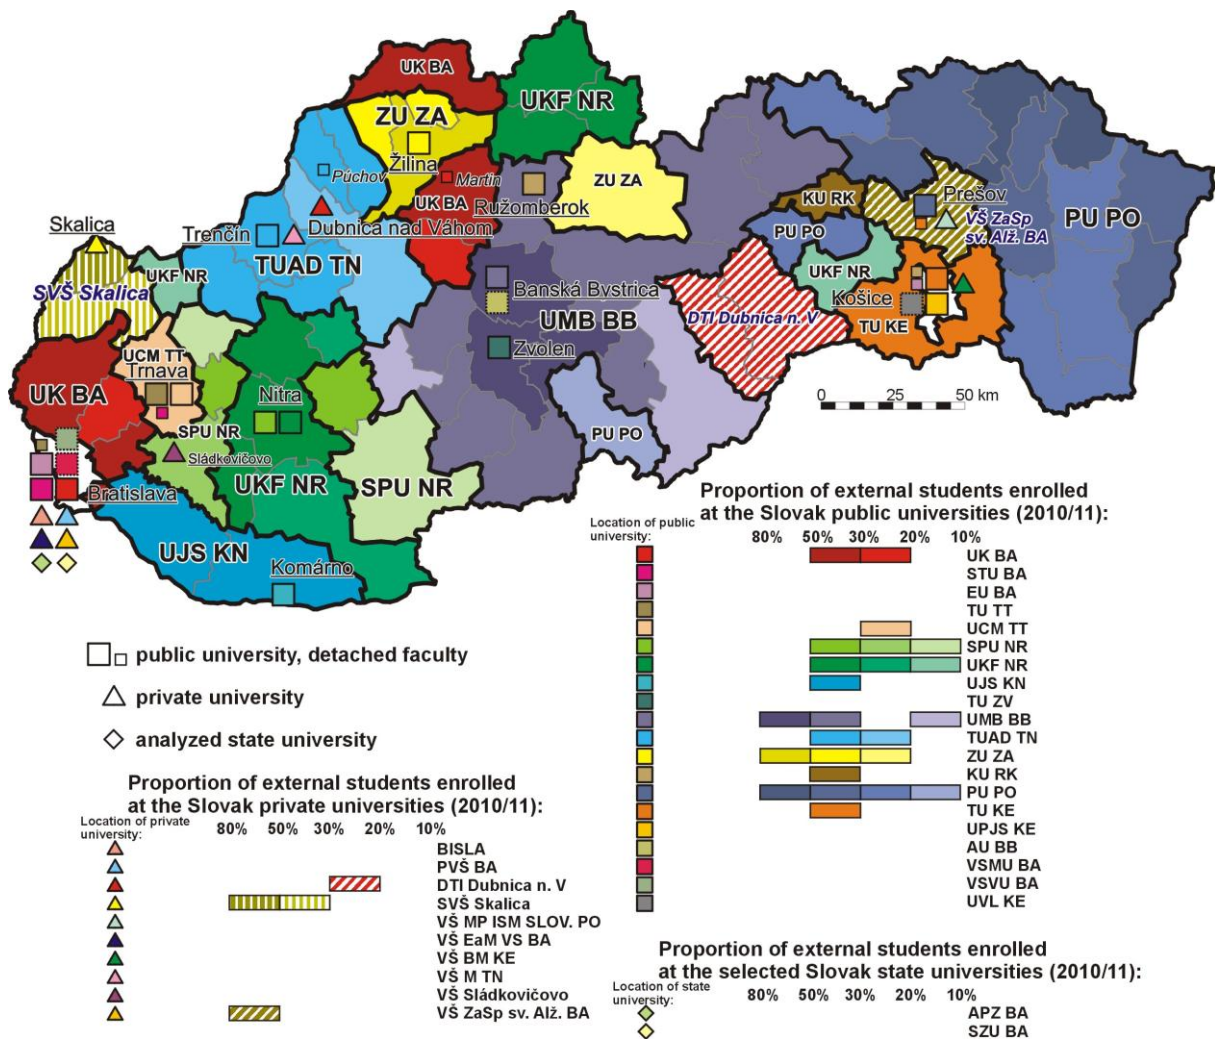 UK BA
UKF NR
ZU ZA
Žilina
Púchov
Martin
UK BA
Ružomberok
ZU ZA
KU RK
Prešov
VŠ ZaSp
sv. Alž. BA
PU PO
PU PO
Skalica
Trenčín
Dubnica nad Váhom
TUAD TN
UKF NR
SVŠ Skalica
UKF NR
Košice
TU KE
Banská Bystrica
UMB BB
DTI Dubnica n. V
Zvolen
UCM TT
Trnava
UK BA
Nitra
SPU NR
Sládkovičovo
UKF NR
SPU NR
PU PO
Bratislava
UJS KN
Komárno
0 25 50 km
public university, detached faculty
private university
analyzed state university
Proportion of external students enrolled
at the Slovak public universities (2010/11):
Location of public
university:
80% 50% 30% 20% 10%
UK BA
STU BA
EU BA
TU TT
UCM TT
SPU NR
UKF NR
UJS KN
TU ZV
UMB BB
TUAD TN
ZU ZA
KU RK
PU PO
TU KE
UPJS KE
AU BB
VSMU BA
VSVU BA
UVL KE
Proportion of external students enrolled
at the Slovak private universities (2010/11):
Location of private
university:
80% 50% 30% 20% 10%
BISLA
PVŠ BA
DTI Dubnica n. V
SVŠ Skalica
VŠ MP ISM SLOV. PO
VŠ EaM VS BA
VŠ BM KE
VŠ M TN
VŠ Sládkovičovo
VŠ ZaSp sv. Alž. BA
Proportion of external students enrolled
at the selected Slovak state universities (2010/11):
Location of state
university:
80% 50% 30% 20% 10%
APZ BA
SZU BA